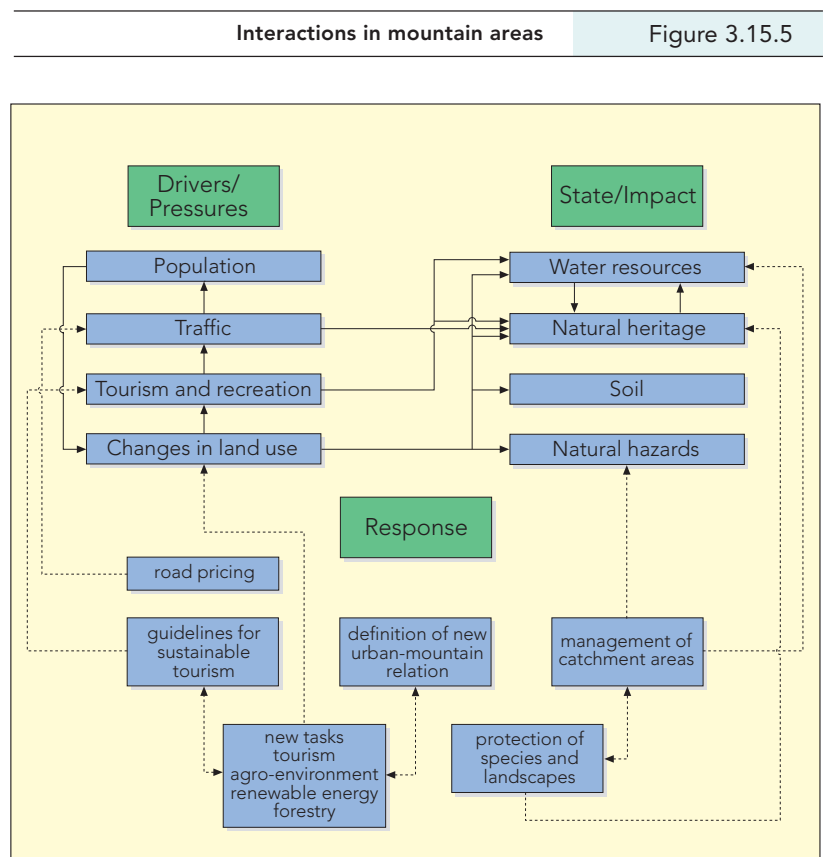 Interactions in mountain areas
Figure 3.15.5
Drivers/
Pressures
State/Impact
Population
Water resources
Traffic
Natural heritage
Tourism and recreation
Soil
Changes in land use
Natural hazards
Response
road pricing
guidelines for
sustainable
tourism
definition of new
urban-mountain
relation
management of
catchment areas
new tasks
tourism
agro-environment
renewable energy
forestry
protection of
species and
landscapes